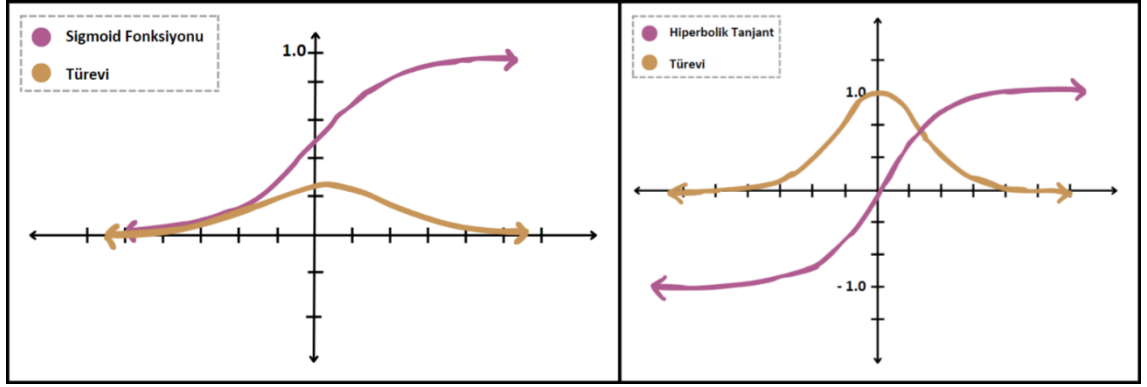 Sigmoid Fonksiyonu
Türevi
1.0
Hiperbolik Tanjant
Türevi
1.0
- 1.0